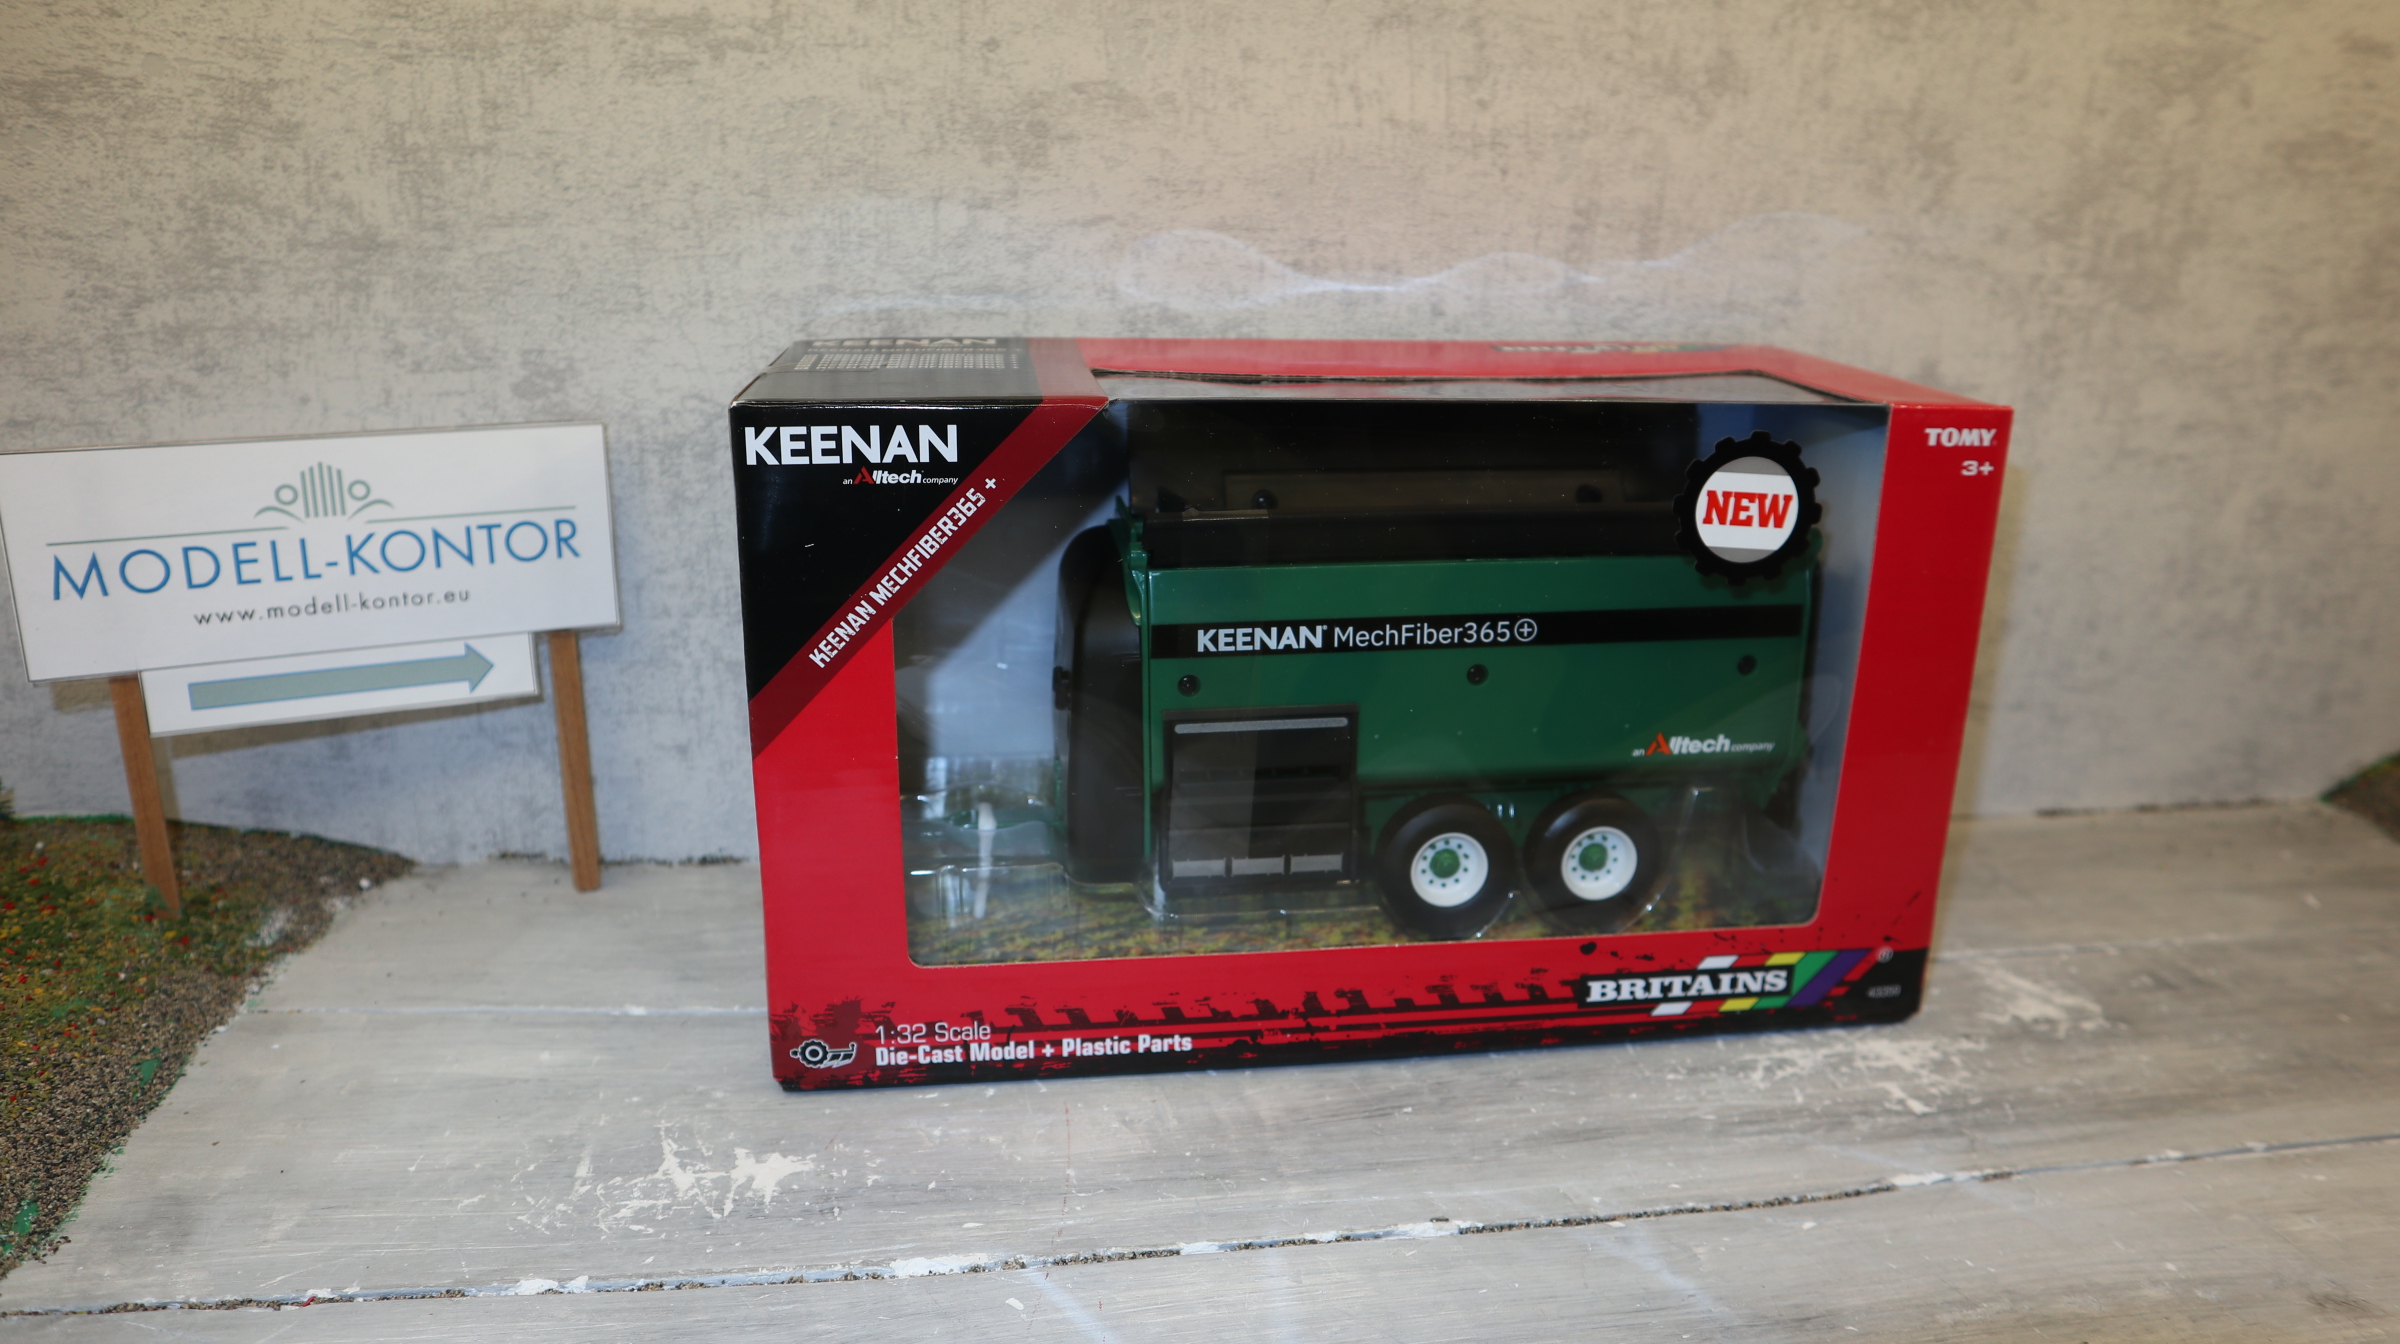 MODELL-KONTOR
www.modell-kontor.eu
KEENAN
KEENAN
an Alltech company
KEENAN MECHFIBER365 +
TOMY
3+
NEW
KEENAN MechFiber365+
an Alltech company
BRITAINS
1:32 Scale
Die-Cast Model + Plastic Parts